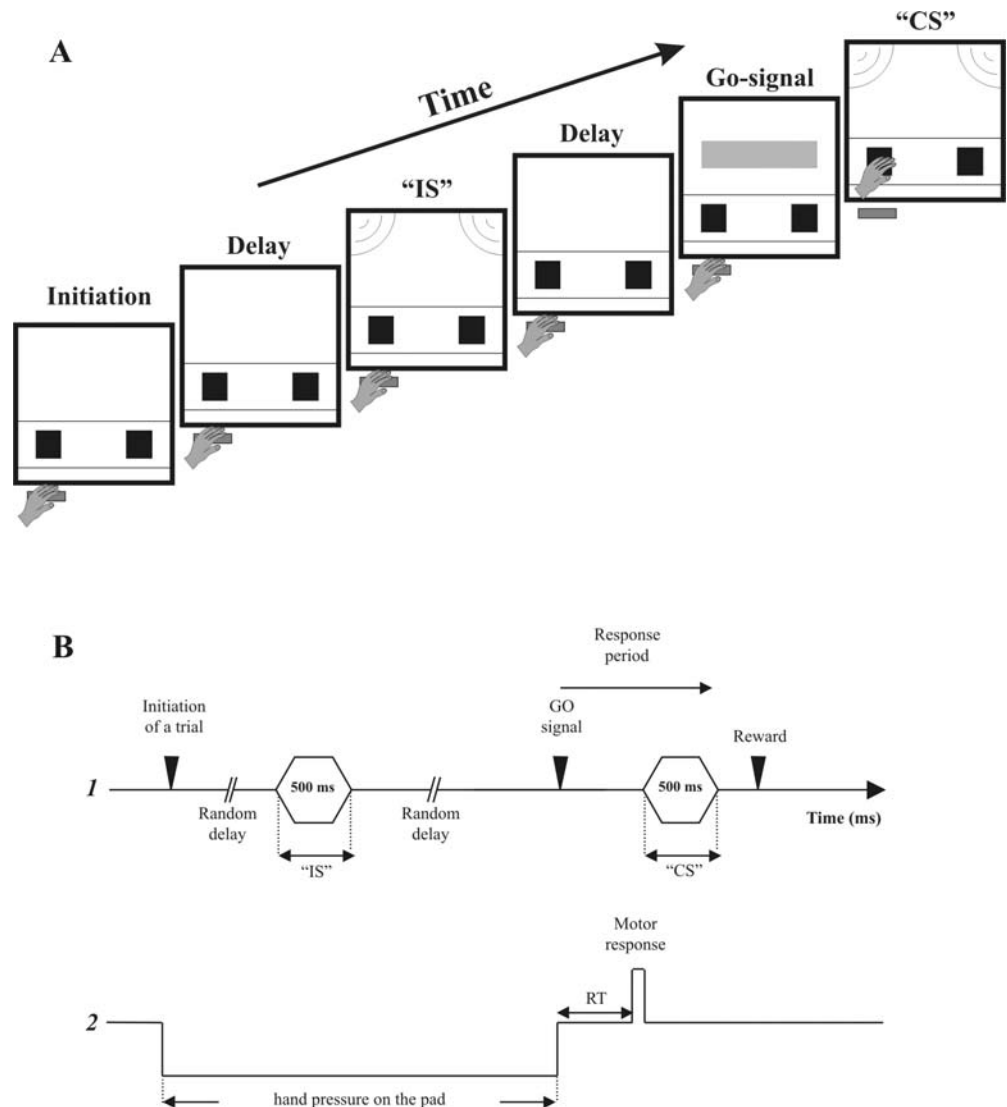 A
Time
Initiation
Delay
“IS”
Delay
Go-signal
“CS”
B
Response
period
Initiation
of a trial
GO
signal
Reward
1
500 ms
500 ms
Random
delay
Random
delay
Time (ms)
“IS”
“CS”
Motor
response
RT
2
hand pressure on the pad